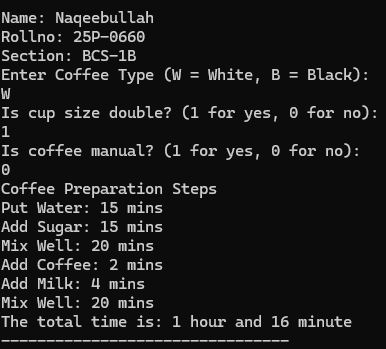 Name: Naqeebullah
Rollno: 25P-0660
Section: BCS-1B
Enter Coffee Type (W = White, B = Black):
W
Is cup size double? (1 for yes, 0 for no):
1
Is coffee manual? (1 for yes, 0 for no):
0
Coffee Preparation Steps
Put Water: 15 mins
Add Sugar: 15 mins
Mix Well: 20 mins
Add Coffee: 2 mins
Add Milk: 4 mins
Mix Well: 20 mins
The total time is: 1 hour and 16 minute
--------------------------------